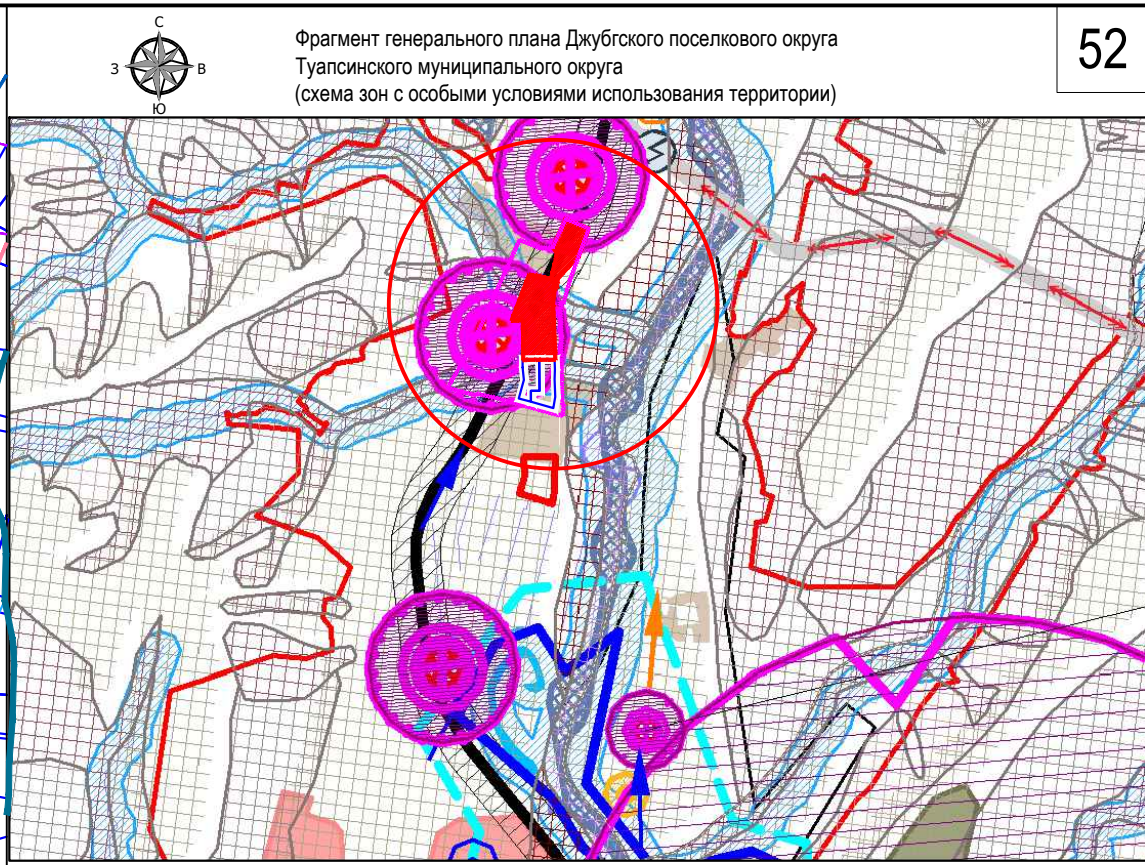 С
З
В
Ю
Фрагмент генерального плана Джубгского поселкового округа
Туапсинского муниципального округа
(схема зон с особыми условиями использования территории)
52